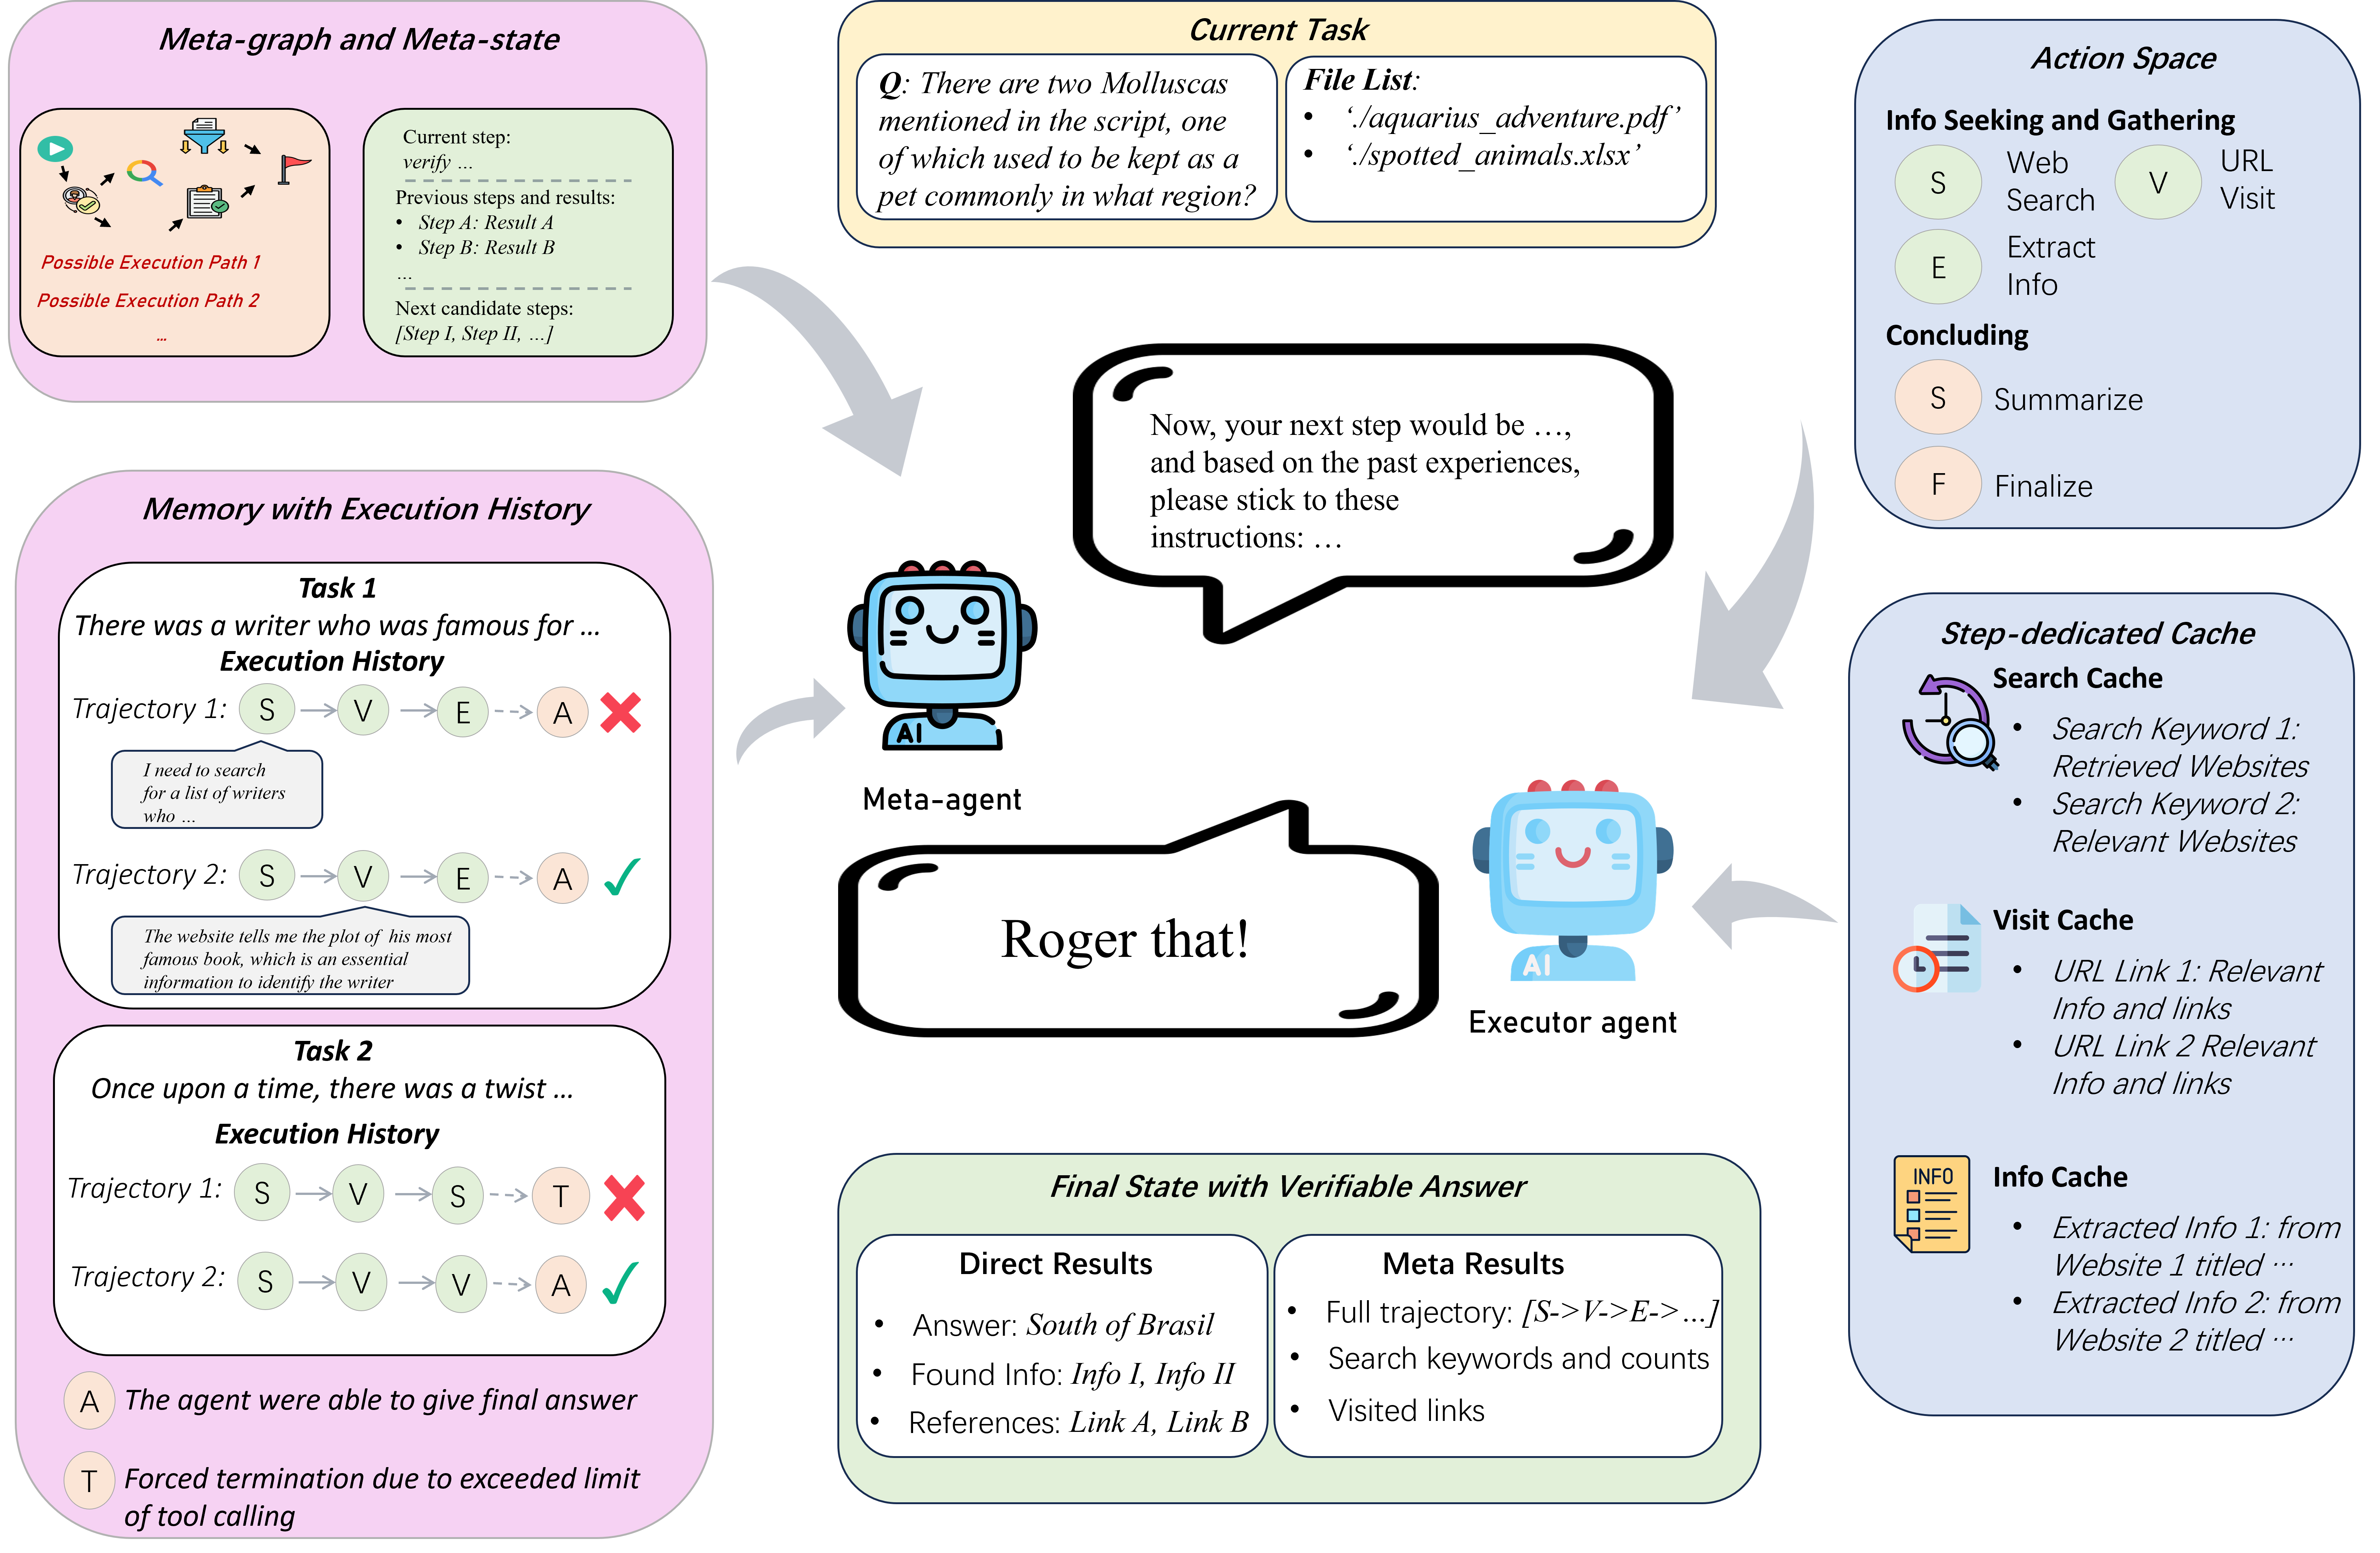 Meta-graph and Meta-state
Possible Execution Path 1
Possible Execution Path 2
...
Current step:
verify ...
Previous steps and results:
• Step A: Result A
• Step B: Result B
...
Next candidate steps:
[Step I, Step II, ...]
Memory with Execution History
Task 1
There was a writer who was famous for ...
Execution History
Trajectory 1: S V E A
I need to search
for a list of writers
who ...
Trajectory 2: S V E A
The website tells me the plot of his most
famous book, which is an essential
information to identify the writer
Task 2
Once upon a time, there was a twist ...
Execution History
Trajectory 1: S V S T
Trajectory 2: S V V A
A The agent were able to give final answer
T Forced termination due to exceeded limit
of tool calling
Current Task
Q: There are two Molluscas
mentioned in the script, one
of which used to be kept as a
pet commonly in what region?
File List:
• ‘./aquarius_adventure.pdf’
• ‘./spotted_animals.xlsx’
Now, your next step would be ...,
and based on the past experiences,
please stick to these
instructions: ...
AI
Meta-agent
Roger that!
AI
Executor agent
Final State with Verifiable Answer
Direct Results
• Answer: South of Brasil
• Found Info: Info I, Info II
• References: Link A, Link B
Meta Results
• Full trajectory: [S->V->E->...]
• Search keywords and counts
• Visited links
Action Space
Info Seeking and Gathering
S Web
Search
V URL
Visit
E Extract
Info
Concluding
S Summarize
F Finalize
Step-dedicated Cache
Search Cache
• Search Keyword 1:
Retrieved Websites
• Search Keyword 2:
Relevant Websites
Visit Cache
• URL Link 1: Relevant
Info and links
• URL Link 2 Relevant
Info and links
INFO
Info Cache
• Extracted Info 1: from
Website 1 titled ...
• Extracted Info 2: from
Website 2 titled ...